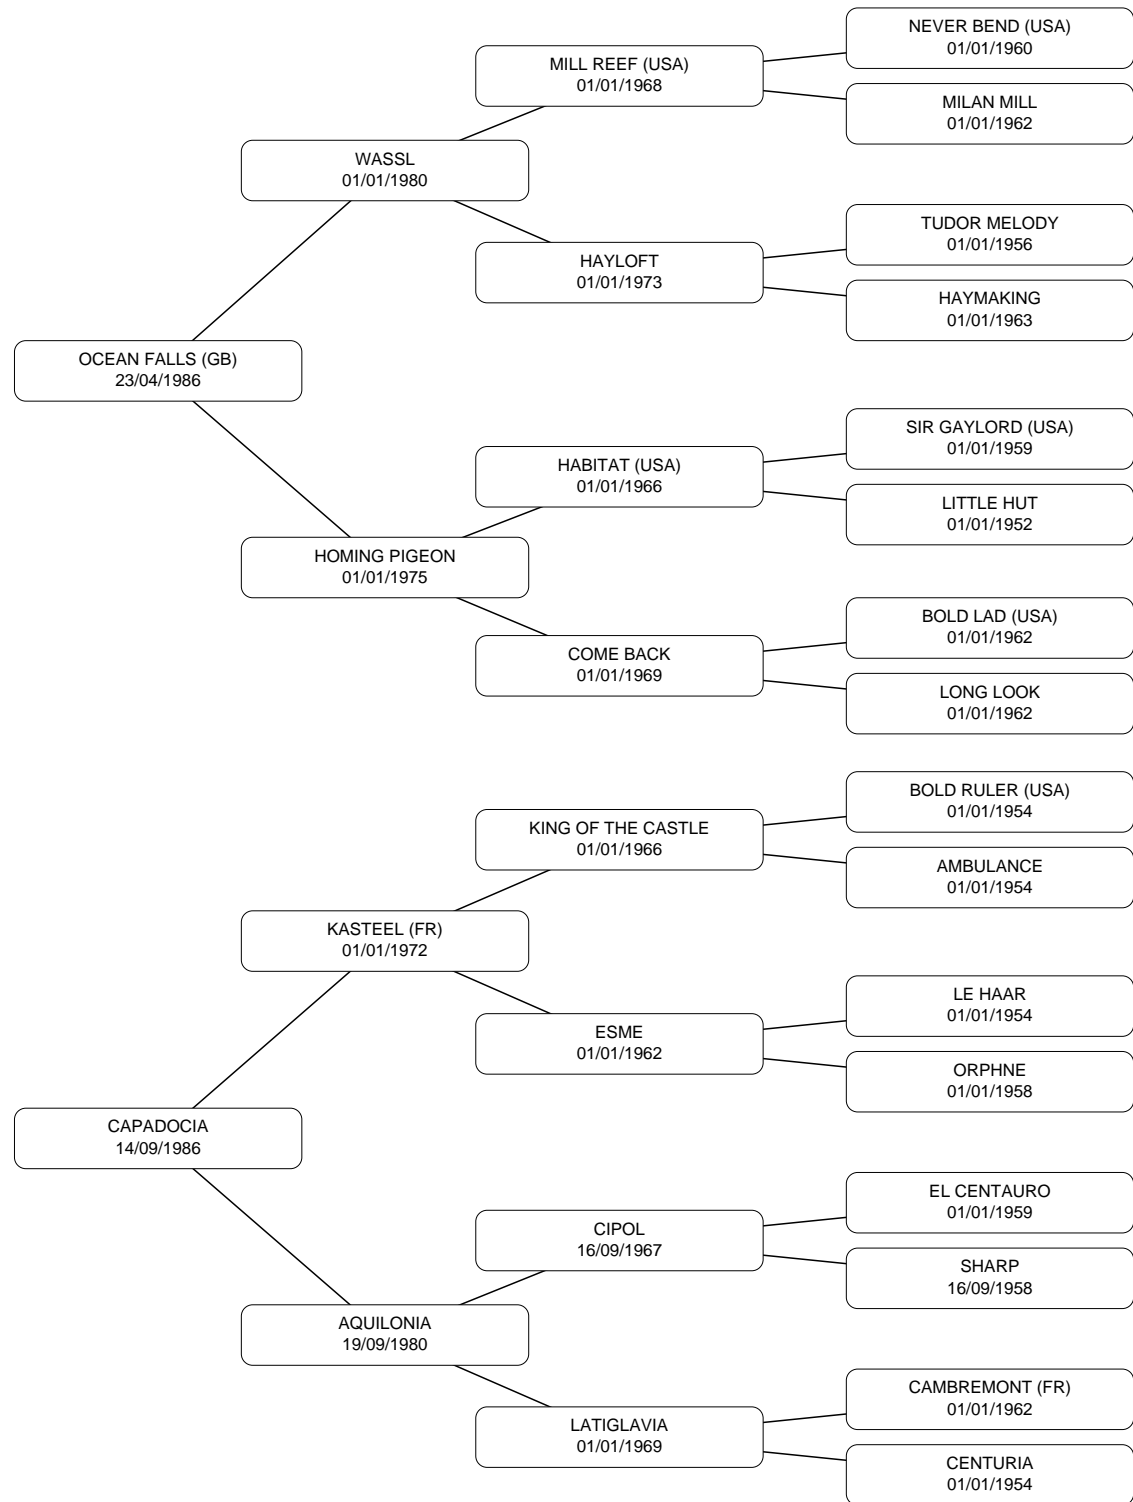 NEVER BEND (USA)
01/01/1960
MILL REEF (USA)
01/01/1968
MILAN MILL
01/01/1962
WASSL
01/01/1980
TUDOR MELODY
01/01/1956
HAYLOFT
01/01/1973
HAYMAKING
01/01/1963
OCEAN FALLS (GB)
23/04/1986
SIR GAYLORD (USA)
01/01/1959
HABITAT (USA)
01/01/1966
LITTLE HUT
01/01/1952
HOMING PIGEON
01/01/1975
BOLD LAD (USA)
01/01/1962
COME BACK
01/01/1969
LONG LOOK
01/01/1962
BOLD RULER (USA)
01/01/1954
KING OF THE CASTLE
01/01/1966
AMBULANCE
01/01/1954
KASTEEL (FR)
01/01/1972
LE HAAR
01/01/1954
ESME
01/01/1962
ORPHNE
01/01/1958
CAPADOCIA
14/09/1986
EL CENTAURO
01/01/1959
CIPOL
16/09/1967
SHARP
16/09/1958
AQUILONIA
19/09/1980
CAMBREMONT (FR)
01/01/1962
LATIGLAVIA
01/01/1969
CENTURIA
01/01/1954